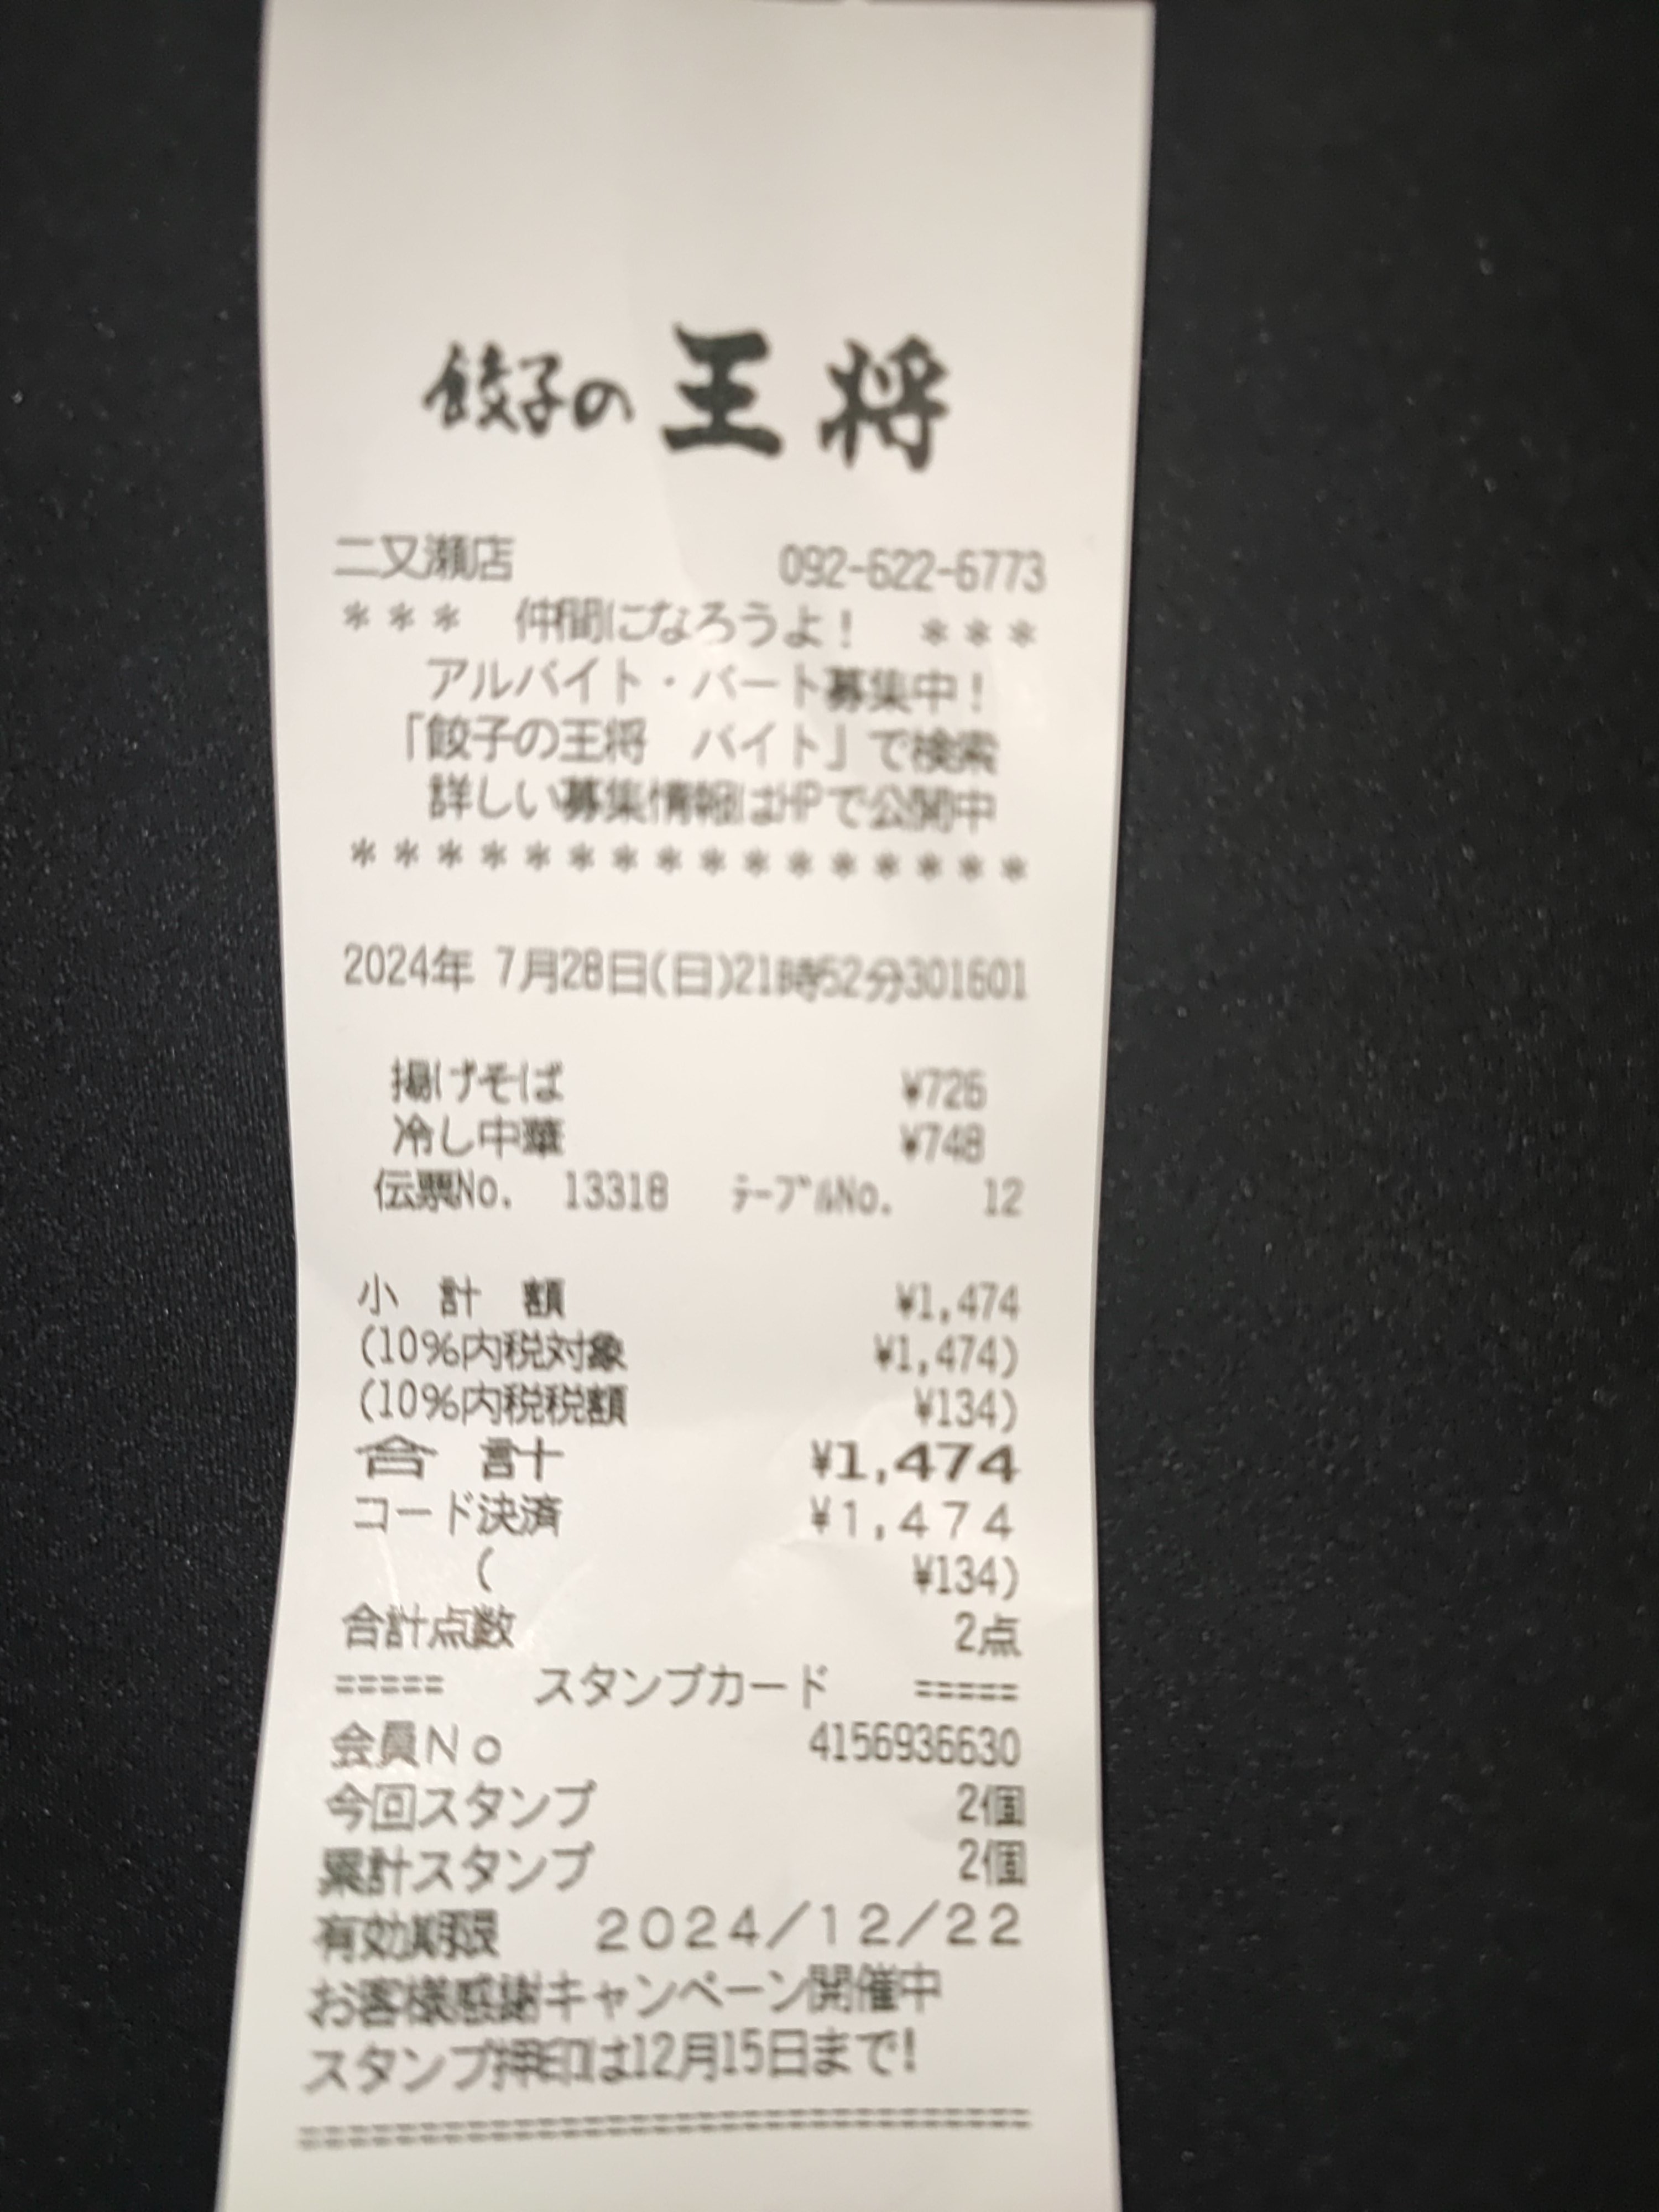 餃子の王将
二又瀬店 092-622-6773
*** 仲間になろうよ! ***
アルバイト・パート募集中!
「餃子の王将 バイト」で検索
詳しい募集情報はHPで公開中
****************
2024年 7月28日(日)21時52分301601
揚げそば ¥726
冷し中華 ¥748
伝票No. 13318 ﾃｰﾌﾞﾙNo. 12
小計額 ¥1,474
(10%内税対象 ¥1,474)
(10%内税税額 ¥134)
合計 ¥1,474
コード決済 ¥1,474
( ¥134)
合計点数 2点
===== スタンプカード =====
会員No 4156936630
今回スタンプ 2個
累計スタンプ 2個
有効期限 2024/12/22
お客様感謝キャンペーン開催中
スタンプ押印は12月15日まで!
================================